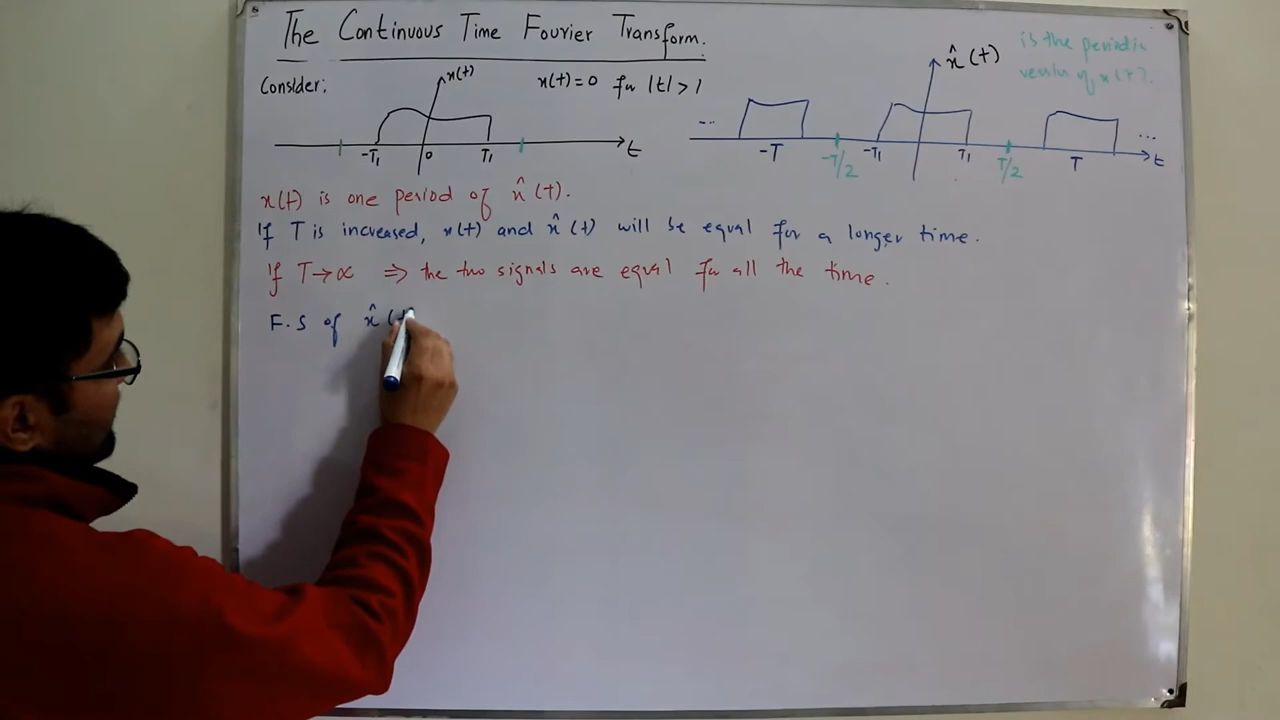 The Continuous Time Fourier Transform.
Consider:
x(t)
x(t)=0 for |t|>1
-T₁ 0 T₁ t
x̂(t)
is the periodic
version of x(t).
... ...
-T -T/2 -T₁ T₁ T/2 T t
x(t) is one period of x̂(t).
If T is increased, x(t) and x̂(t) will be equal for a longer time.
If T→∞ ⇒ the two signals are equal for all the time.
F.S of x̂(t